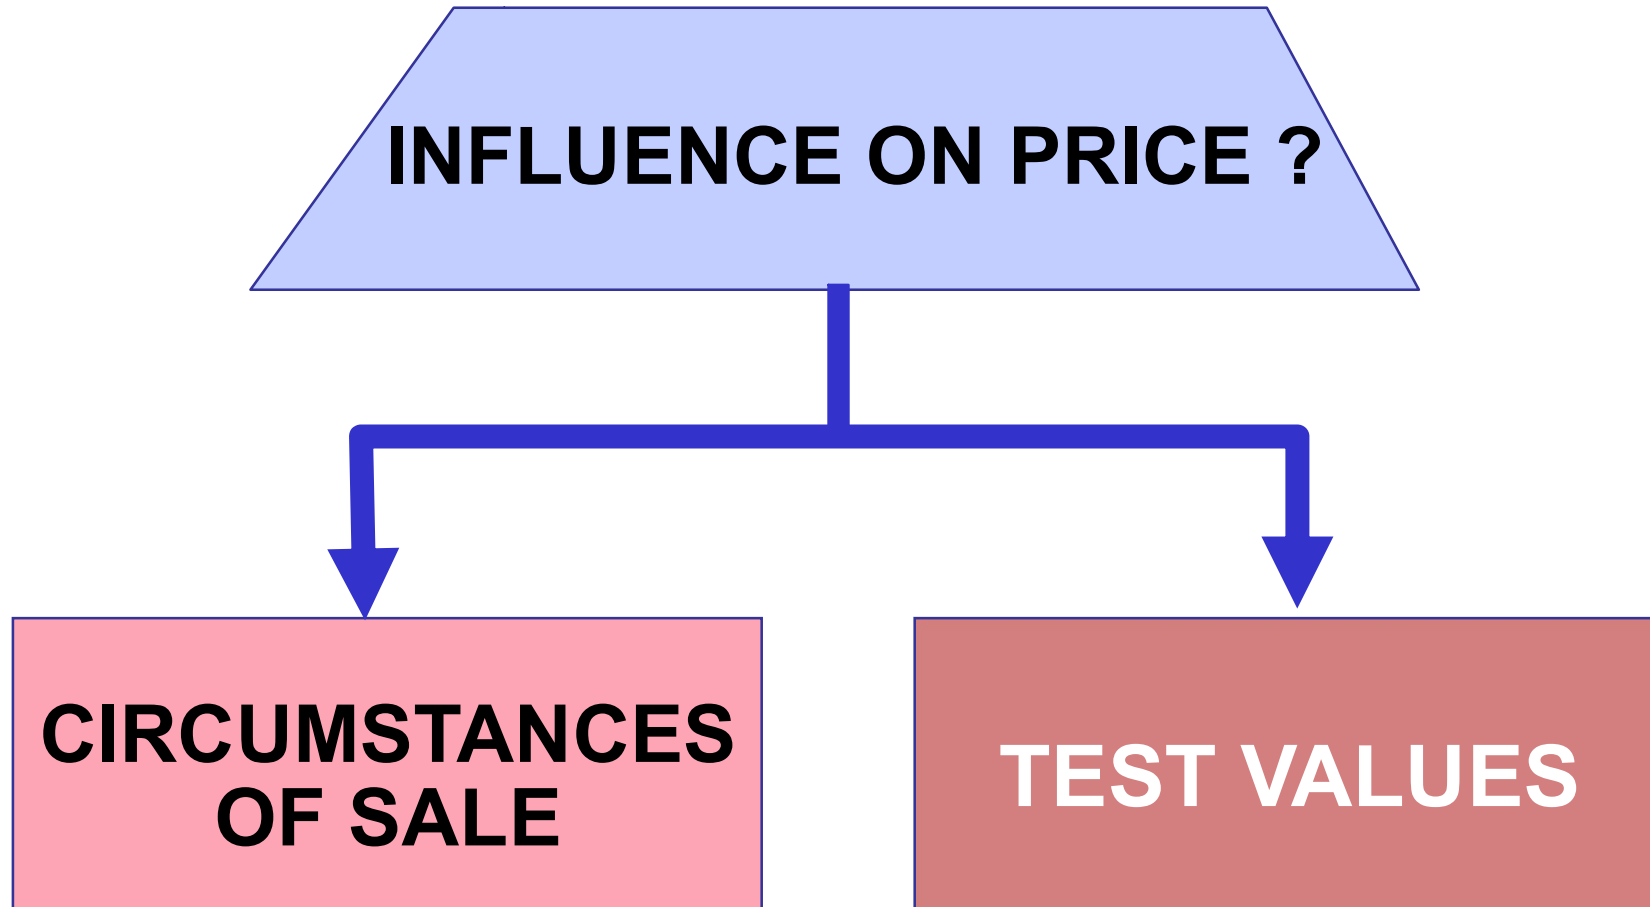 INFLUENCE ON PRICE ?
CIRCUMSTANCES
OF SALE
TEST VALUES